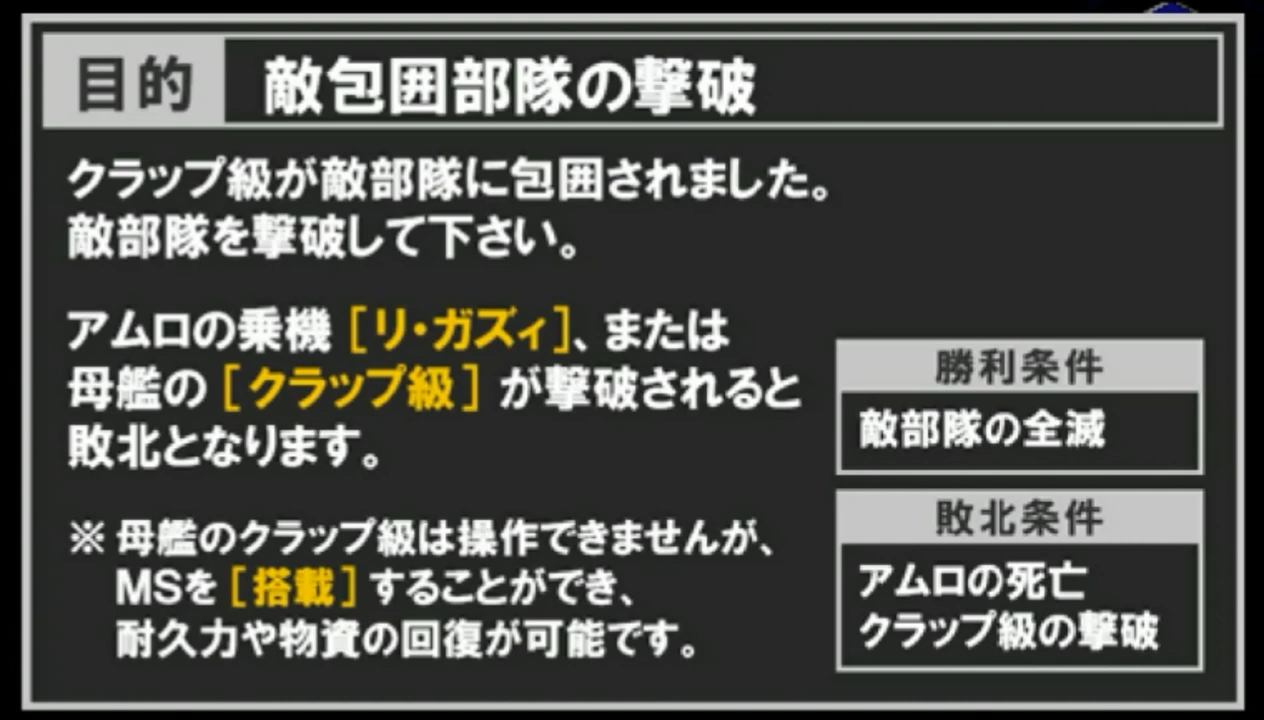 目的
敵包囲部隊の撃破
クラップ級が敵部隊に包囲されました。
敵部隊を撃破して下さい。
アムロの乗機［リ・ガズィ］、または
母艦の［クラップ級］が撃破されると
敗北となります。
※ 母艦のクラップ級は操作できませんが、
MSを［搭載］することができ、
耐久力や物資の回復が可能です。
勝利条件
敵部隊の全滅
敗北条件
アムロの死亡
クラップ級の撃破